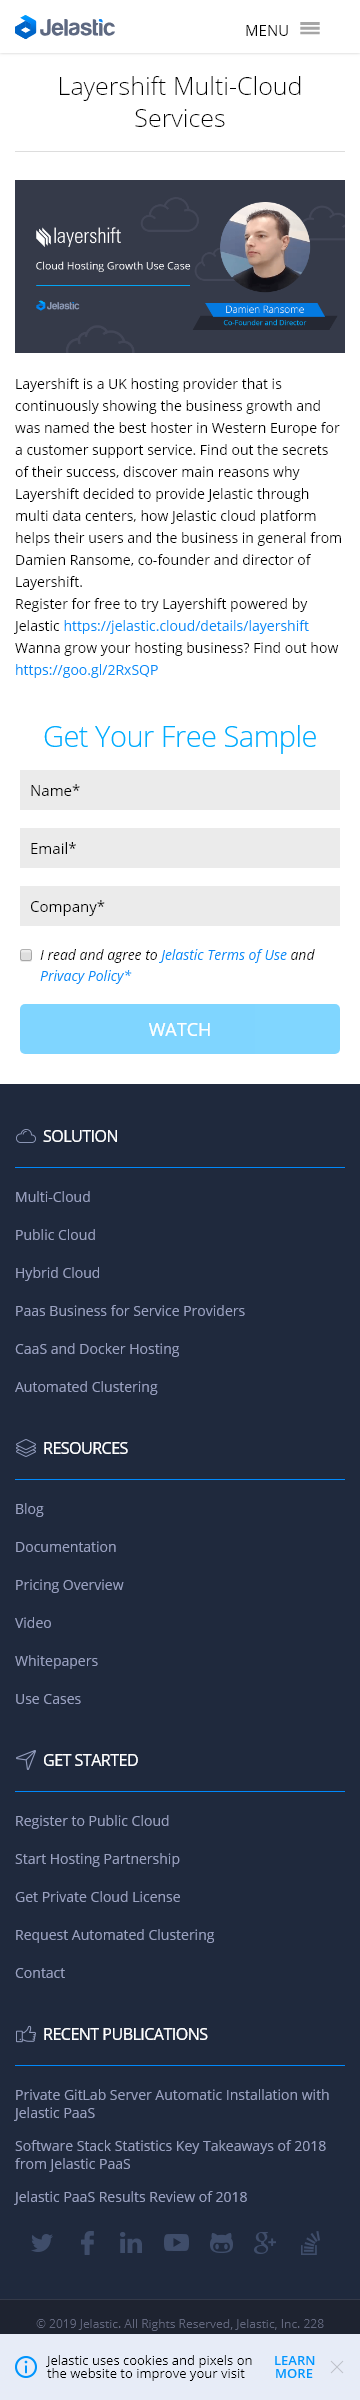 Jelastic
MENU
Layershift Multi-Cloud
Services
layershift
Cloud Hosting Growth Use Case
Jelastic
Damien Ransome
Co-Founder and Director
Layershift is a UK hosting provider that is
continuously showing the business growth and
was named the best hoster in Western Europe for
a customer support service. Find out the secrets
of their success, discover main reasons why
Layershift decided to provide Jelastic through
multi data centers, how Jelastic cloud platform
helps their users and the business in general from
Damien Ransome, co-founder and director of
Layershift.
Register for free to try Layershift powered by
Jelastic https://jelastic.cloud/details/layershift
Wanna grow your hosting business? Find out how
https://goo.gl/2RxSQP
Get Your Free Sample
Name*
Email*
Company*
I read and agree to Jelastic Terms of Use and
Privacy Policy*
WATCH
SOLUTION
Multi-Cloud
Public Cloud
Hybrid Cloud
Paas Business for Service Providers
CaaS and Docker Hosting
Automated Clustering
RESOURCES
Blog
Documentation
Pricing Overview
Video
Whitepapers
Use Cases
GET STARTED
Register to Public Cloud
Start Hosting Partnership
Get Private Cloud License
Request Automated Clustering
Contact
RECENT PUBLICATIONS
Private GitLab Server Automatic Installation with
Jelastic PaaS
Software Stack Statistics Key Takeaways of 2018
from Jelastic PaaS
Jelastic PaaS Results Review of 2018
© 2019 Jelastic. All Rights Reserved, Jelastic, Inc. 228
Jelastic uses cookies and pixels on
the website to improve your visit
LEARN
MORE